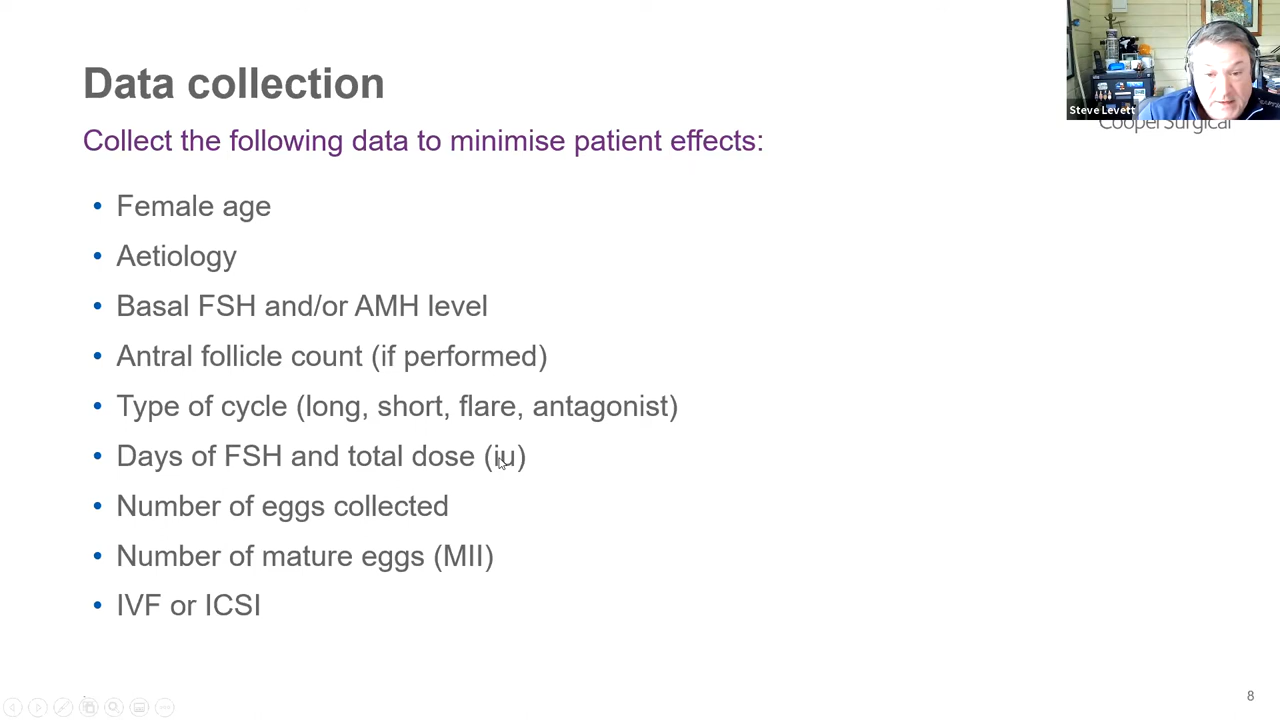 Data collection
Collect the following data to minimise patient effects:
• Female age
• Aetiology
• Basal FSH and/or AMH level
• Antral follicle count (if performed)
• Type of cycle (long, short, flare, antagonist)
• Days of FSH and total dose (iu)
• Number of eggs collected
• Number of mature eggs (MII)
• IVF or ICSI
Steve Levett
CooperSurgical
8